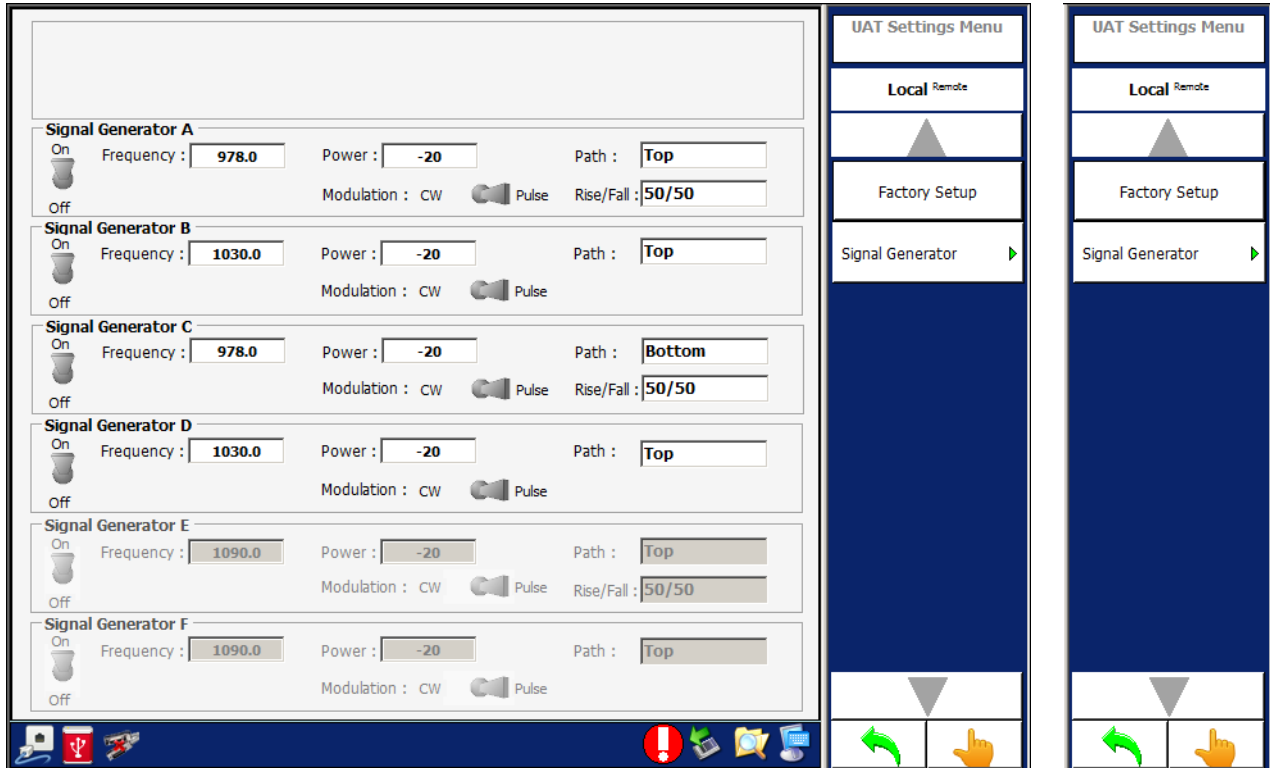 UAT Settings Menu
Local Remote
Signal Generator A
On
Frequency : 978.0 Power : -20 Path : Top
Modulation : CW Pulse Rise/Fall : 50/50
Off
Signal Generator B
On
Frequency : 1030.0 Power : -20 Path : Top
Modulation : CW Pulse
Off
Signal Generator C
On
Frequency : 978.0 Power : -20 Path : Bottom
Modulation : CW Pulse Rise/Fall : 50/50
Off
Signal Generator D
On
Frequency : 1030.0 Power : -20 Path : Top
Modulation : CW Pulse
Off
Signal Generator E
On
Frequency : 1090.0 Power : -20 Path : Top
Modulation : CW Pulse Rise/Fall : 50/50
Off
Signal Generator F
On
Frequency : 1090.0 Power : -20 Path : Top
Modulation : CW Pulse
Off
Factory Setup
Signal Generator
UAT Settings Menu
Local Remote
Factory Setup
Signal Generator